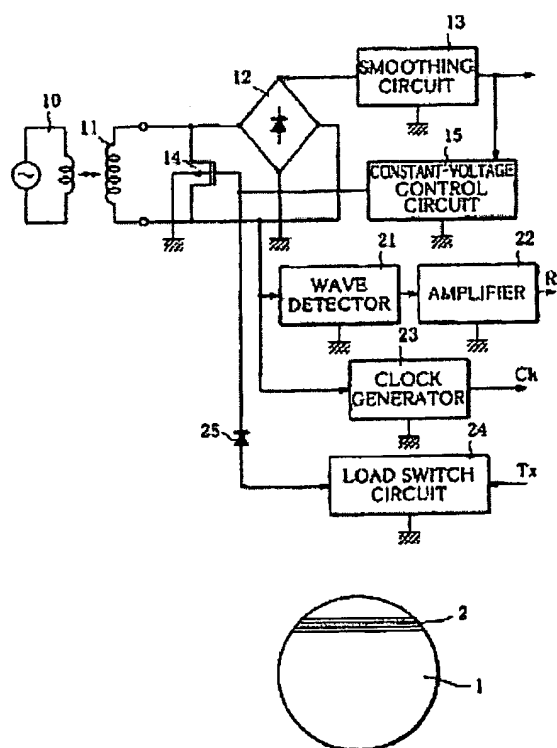 13
SMOOTHING
CIRCUIT
12
10
11
14
15
CONSTANT-VOLTAGE
CONTROL
CIRCUIT
21
WAVE
DETECTOR
22
AMPLIFIER
R
23
CLOCK
GENERATOR
25
24
LOAD SWITCH
CIRCUIT
Tx
2
1